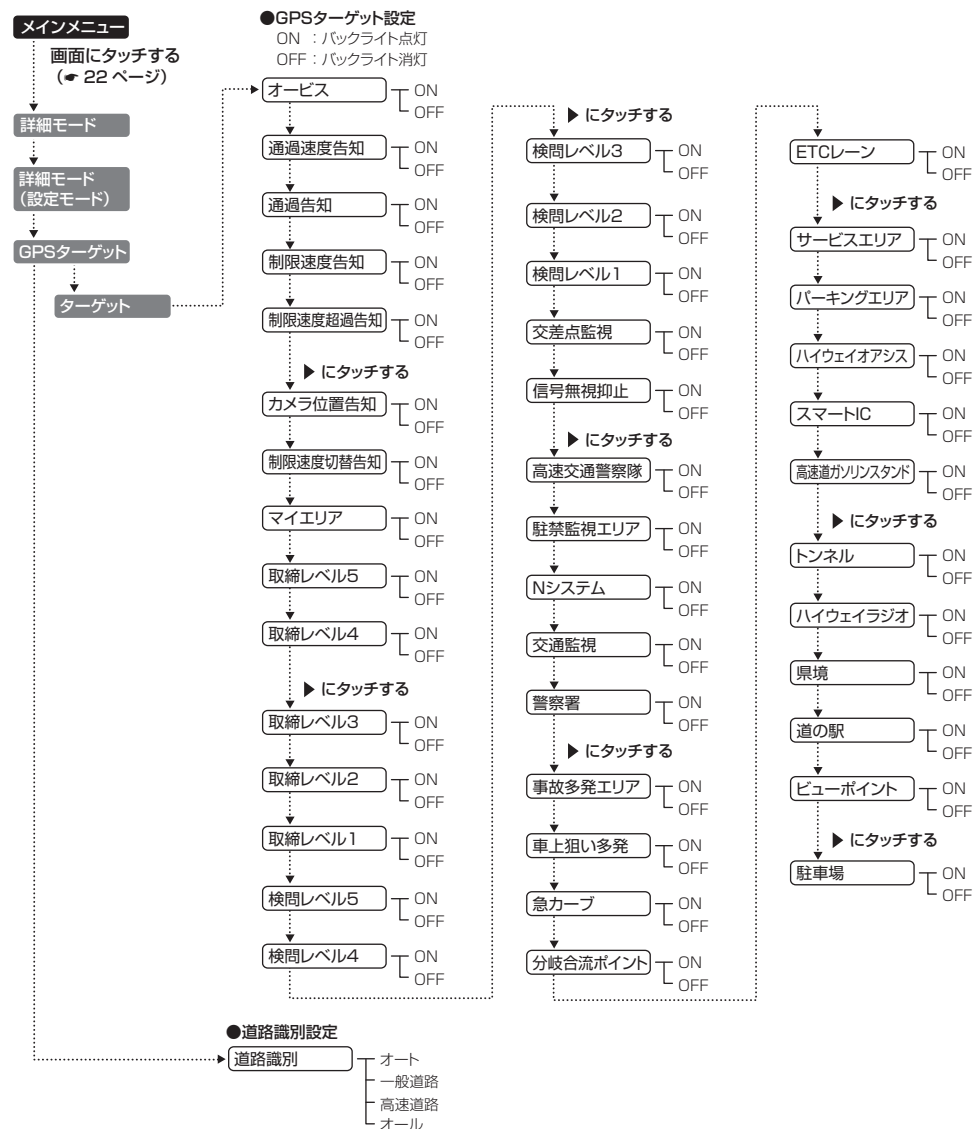 メインメニュー
画面にタッチする
（☛ 22 ページ）
詳細モード
詳細モード
（設定モード）
GPSターゲット
ターゲット
●GPSターゲット設定
ON ：バックライト点灯
OFF：バックライト消灯
オービス
ON
OFF
通過速度告知
ON
OFF
通過告知
ON
OFF
制限速度告知
ON
OFF
制限速度超過告知
ON
OFF
▶ にタッチする
カメラ位置告知
ON
OFF
制限速度切替告知
ON
OFF
マイエリア
ON
OFF
取締レベル5
ON
OFF
取締レベル4
ON
OFF
▶ にタッチする
取締レベル3
ON
OFF
取締レベル2
ON
OFF
取締レベル1
ON
OFF
検問レベル5
ON
OFF
検問レベル4
ON
OFF
▶ にタッチする
検問レベル3
ON
OFF
検問レベル2
ON
OFF
検問レベル1
ON
OFF
交差点監視
ON
OFF
信号無視抑止
ON
OFF
▶ にタッチする
高速交通警察隊
ON
OFF
駐禁監視エリア
ON
OFF
Nシステム
ON
OFF
交通監視
ON
OFF
警察署
ON
OFF
▶ にタッチする
事故多発エリア
ON
OFF
車上狙い多発
ON
OFF
急カーブ
ON
OFF
分岐合流ポイント
ON
OFF
ETCレーン
ON
OFF
▶ にタッチする
サービスエリア
ON
OFF
パーキングエリア
ON
OFF
ハイウェイオアシス
ON
OFF
スマートIC
ON
OFF
高速道ガソリンスタンド
ON
OFF
▶ にタッチする
トンネル
ON
OFF
ハイウェイラジオ
ON
OFF
県境
ON
OFF
道の駅
ON
OFF
ビューポイント
ON
OFF
▶ にタッチする
駐車場
ON
OFF
●道路識別設定
道路識別
オート
一般道路
高速道路
オール